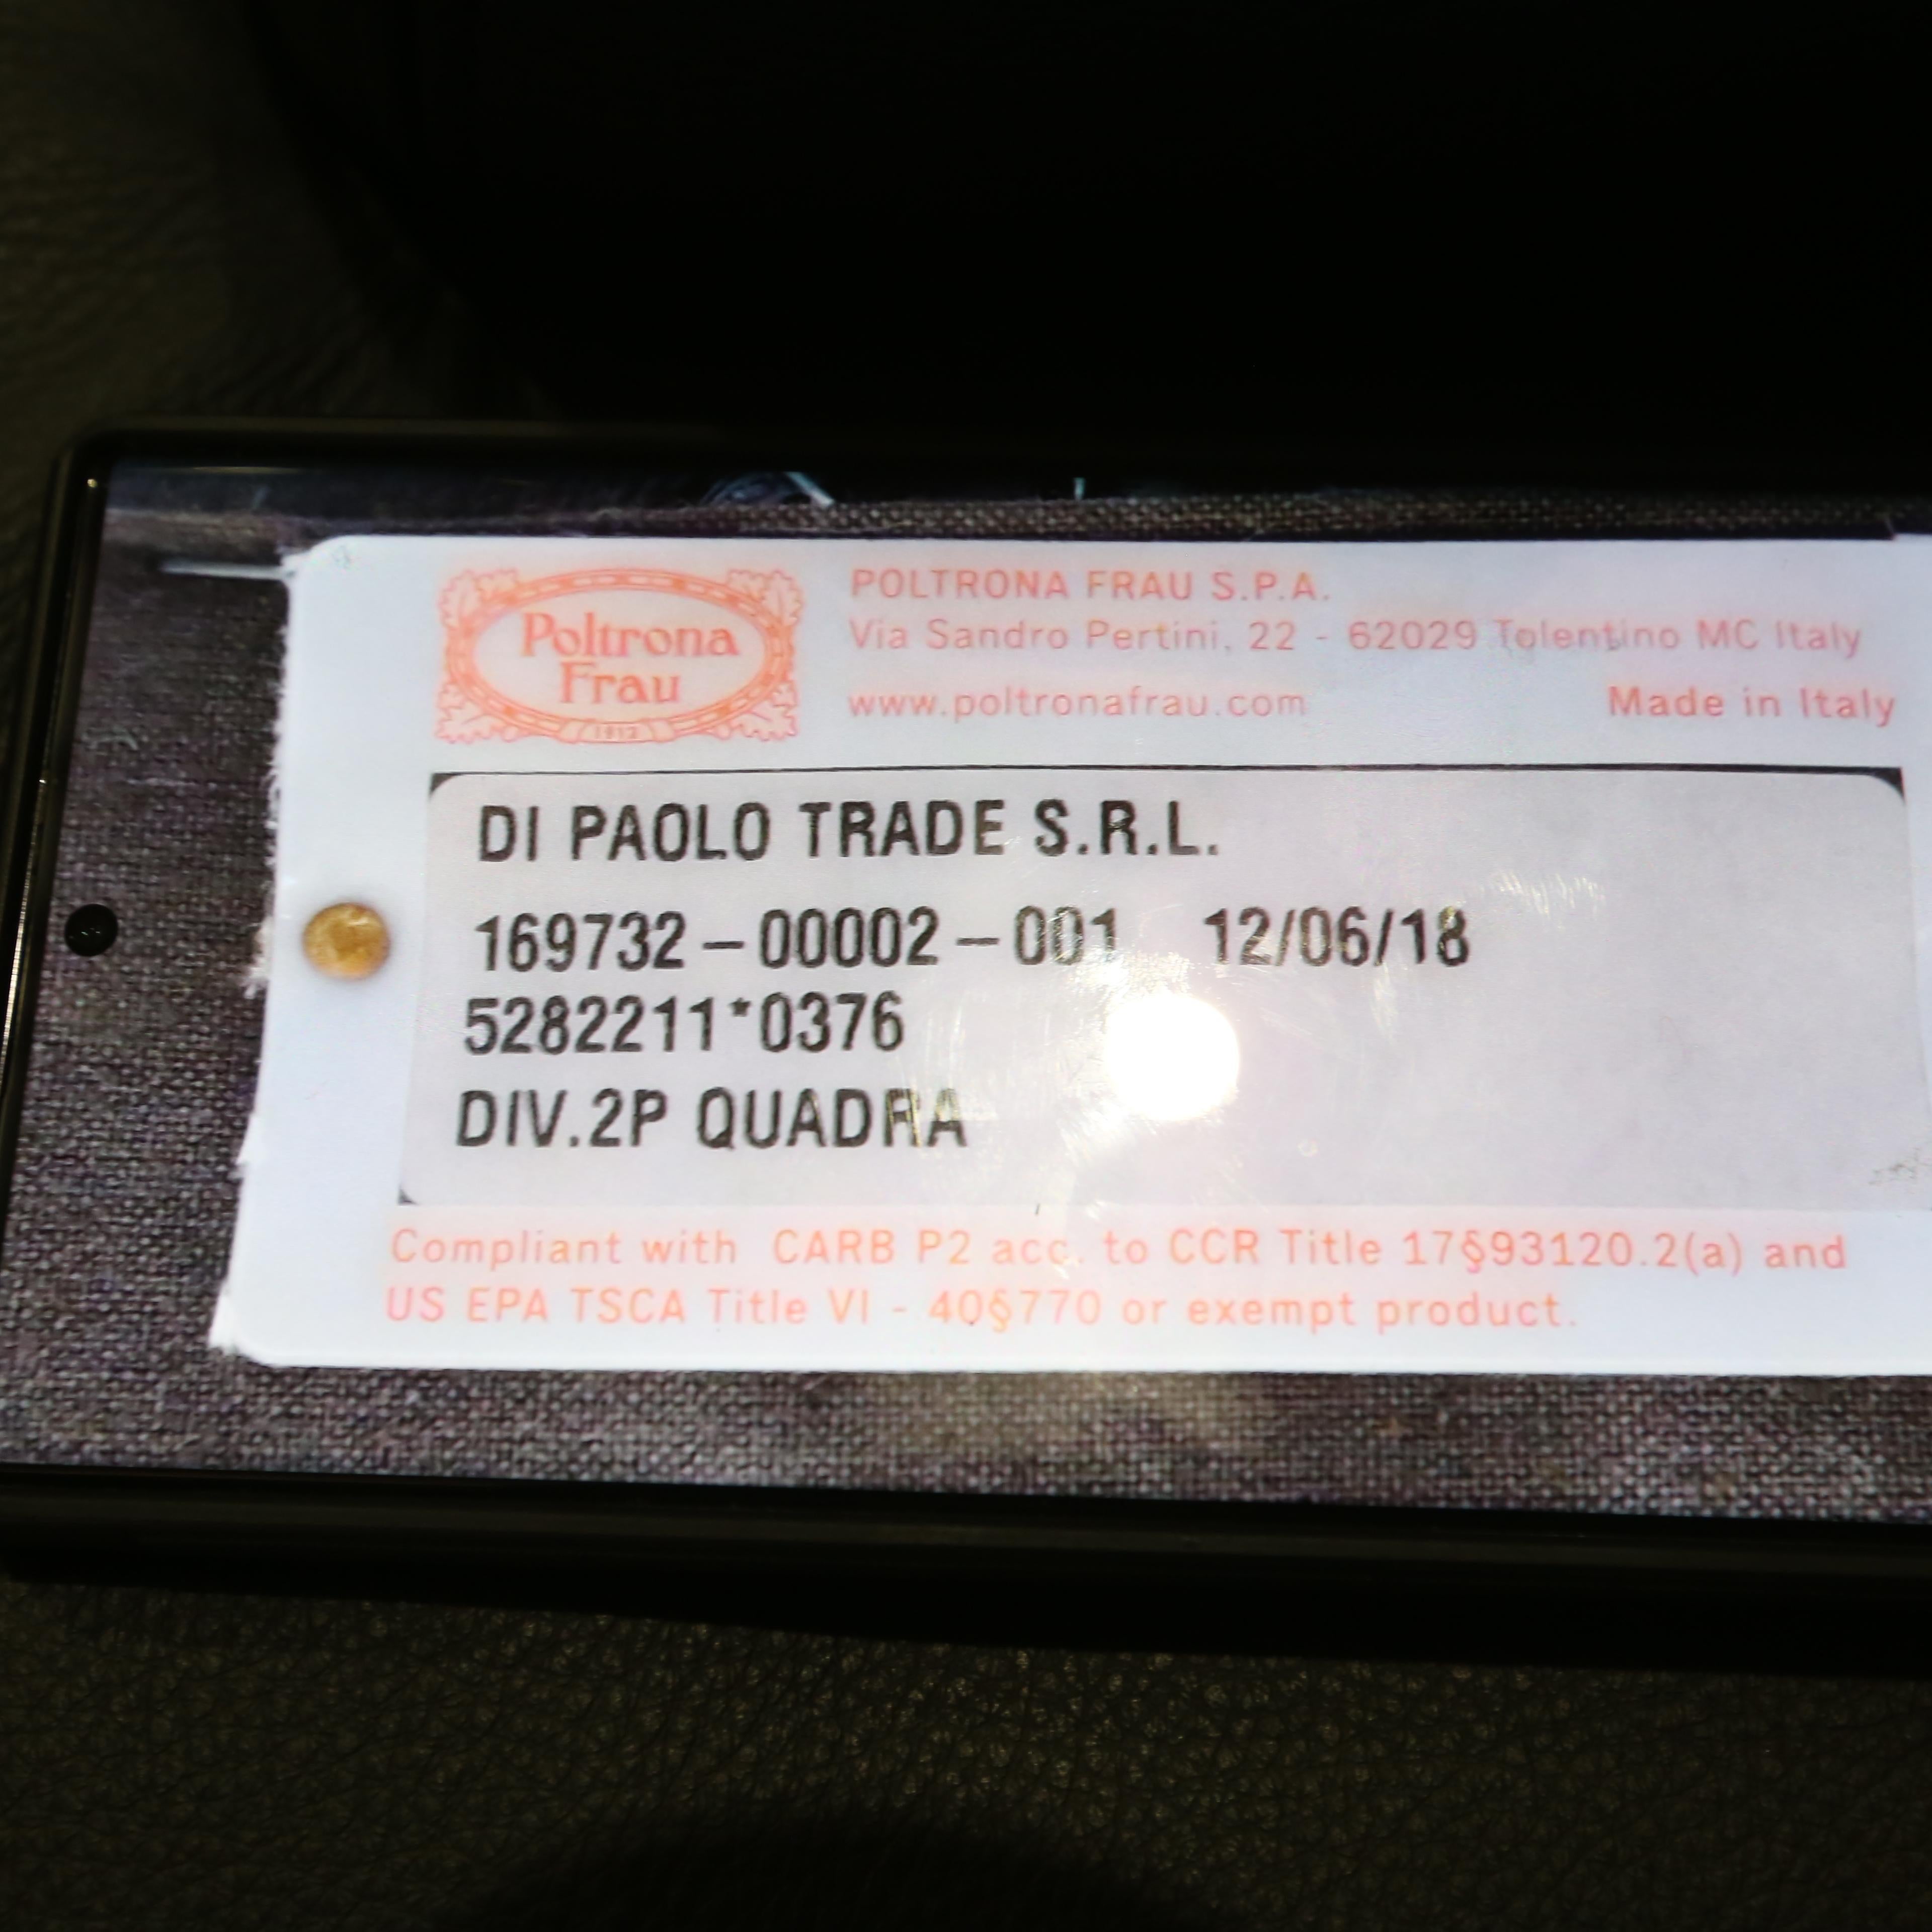 Poltrona
Frau
1912
POLTRONA FRAU S.P.A.
Via Sandro Pertini, 22 - 62029 Tolentino MC Italy
www.poltronafrau.com Made in Italy
DI PAOLO TRADE S.R.L.
169732-00002-001 12/06/18
5282211*0376
DIV.2P QUADRA
Compliant with CARB P2 acc. to CCR Title 17§93120.2(a) and
US EPA TSCA Title VI - 40§770 or exempt product.